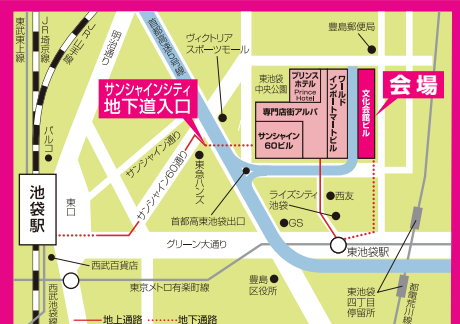 東武東上線
JR埼京線
JR山手線
明治通り
首都高速5号線
ヴィクトリア
スポーツモール
豊島郵便局
サンシャインシティ
地下道入口
東池袋
中央公園
プリンス
ホテル
Prince
Hotel
ワールド
インポートマートビル
文化会館ビル
会場
専門店街アルパ
サンシャイン
60ビル
パルコ
サンシャイン通り
サンシャイン60通り
東急ハンズ
池袋駅
東口
首都高東池袋出口
ライズシティ
池袋
西友
GS
グリーン大通り
東池袋駅
西武百貨店
東京メトロ有楽町線
豊島
区役所
東池袋
四丁目
停留所
都電荒川線
西武池袋線
地上通路
地下通路